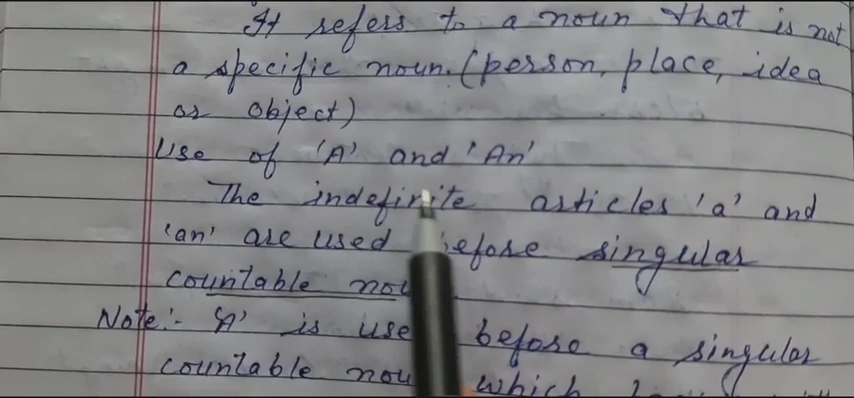 It refers to a noun that is not
a specific noun. (person, place, idea
or object)
Use of 'A' and 'An'
The indefinite articles 'a' and
'an' are used before singular
countable
Note:- 'A' is before a singular
countable which